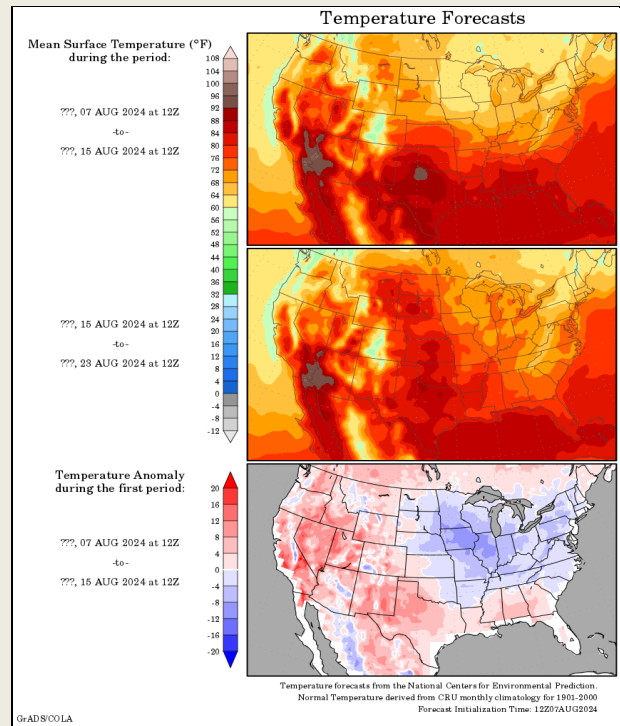 Temperature Forecasts
Mean Surface Temperature (°F)
during the period:
108
104
100
96
92
88
84
80
76
72
68
64
60
56
52
48
44
40
36
32
28
24
20
16
12
8
4
0
-4
-8
-12
???, 07 AUG 2024 at 12Z
-to-
???, 15 AUG 2024 at 12Z
???, 15 AUG 2024 at 12Z
-to-
???, 23 AUG 2024 at 12Z
Temperature Anomaly
during the first period:
20
16
12
8
4
0
-4
-8
-12
-16
-20
???, 07 AUG 2024 at 12Z
-to-
???, 15 AUG 2024 at 12Z
Temperature forecasts from the National Centers for Environmental Prediction.
Normal Temperature derived from CRU monthly climatology for 1901-2000
Forecast Initialization Time: 12Z07AUG2024
GrADS/COLA